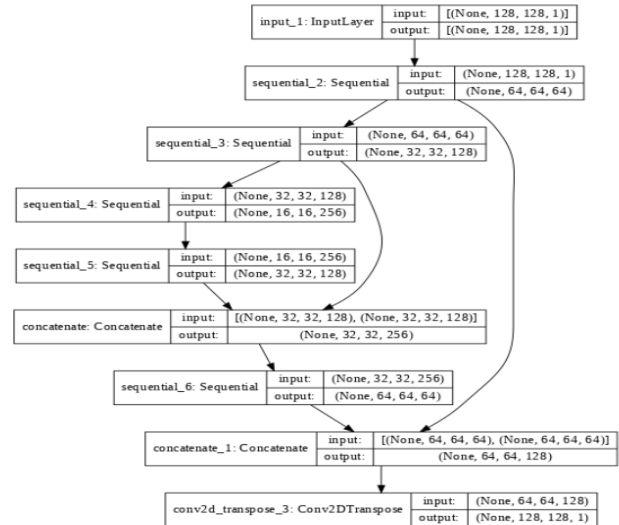 input_1: InputLayer
input: [(None, 128, 128, 1)]
output: [(None, 128, 128, 1)]
sequential_2: Sequential
input: (None, 128, 128, 1)
output: (None, 64, 64, 64)
sequential_3: Sequential
input: (None, 64, 64, 64)
output: (None, 32, 32, 128)
sequential_4: Sequential
input: (None, 32, 32, 128)
output: (None, 16, 16, 256)
sequential_5: Sequential
input: (None, 16, 16, 256)
output: (None, 32, 32, 128)
concatenate: Concatenate
input: [(None, 32, 32, 128), (None, 32, 32, 128)]
output: (None, 32, 32, 256)
sequential_6: Sequential
input: (None, 32, 32, 256)
output: (None, 64, 64, 64)
concatenate_1: Concatenate
input: [(None, 64, 64, 64), (None, 64, 64, 64)]
output: (None, 64, 64, 128)
conv2d_transpose_3: Conv2DTranspose
input: (None, 64, 64, 128)
output: (None, 128, 128, 1)